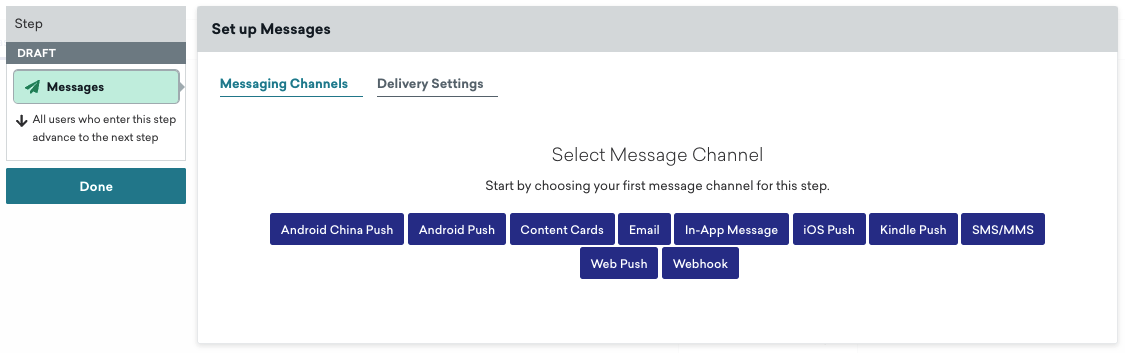 Step
DRAFT
Messages
All users who enter this step
advance to the next step
Done
Set up Messages
Messaging Channels
Delivery Settings
Select Message Channel
Start by choosing your first message channel for this step.
Android China Push
Android Push
Content Cards
Email
In-App Message
iOS Push
Kindle Push
SMS/MMS
Web Push
Webhook